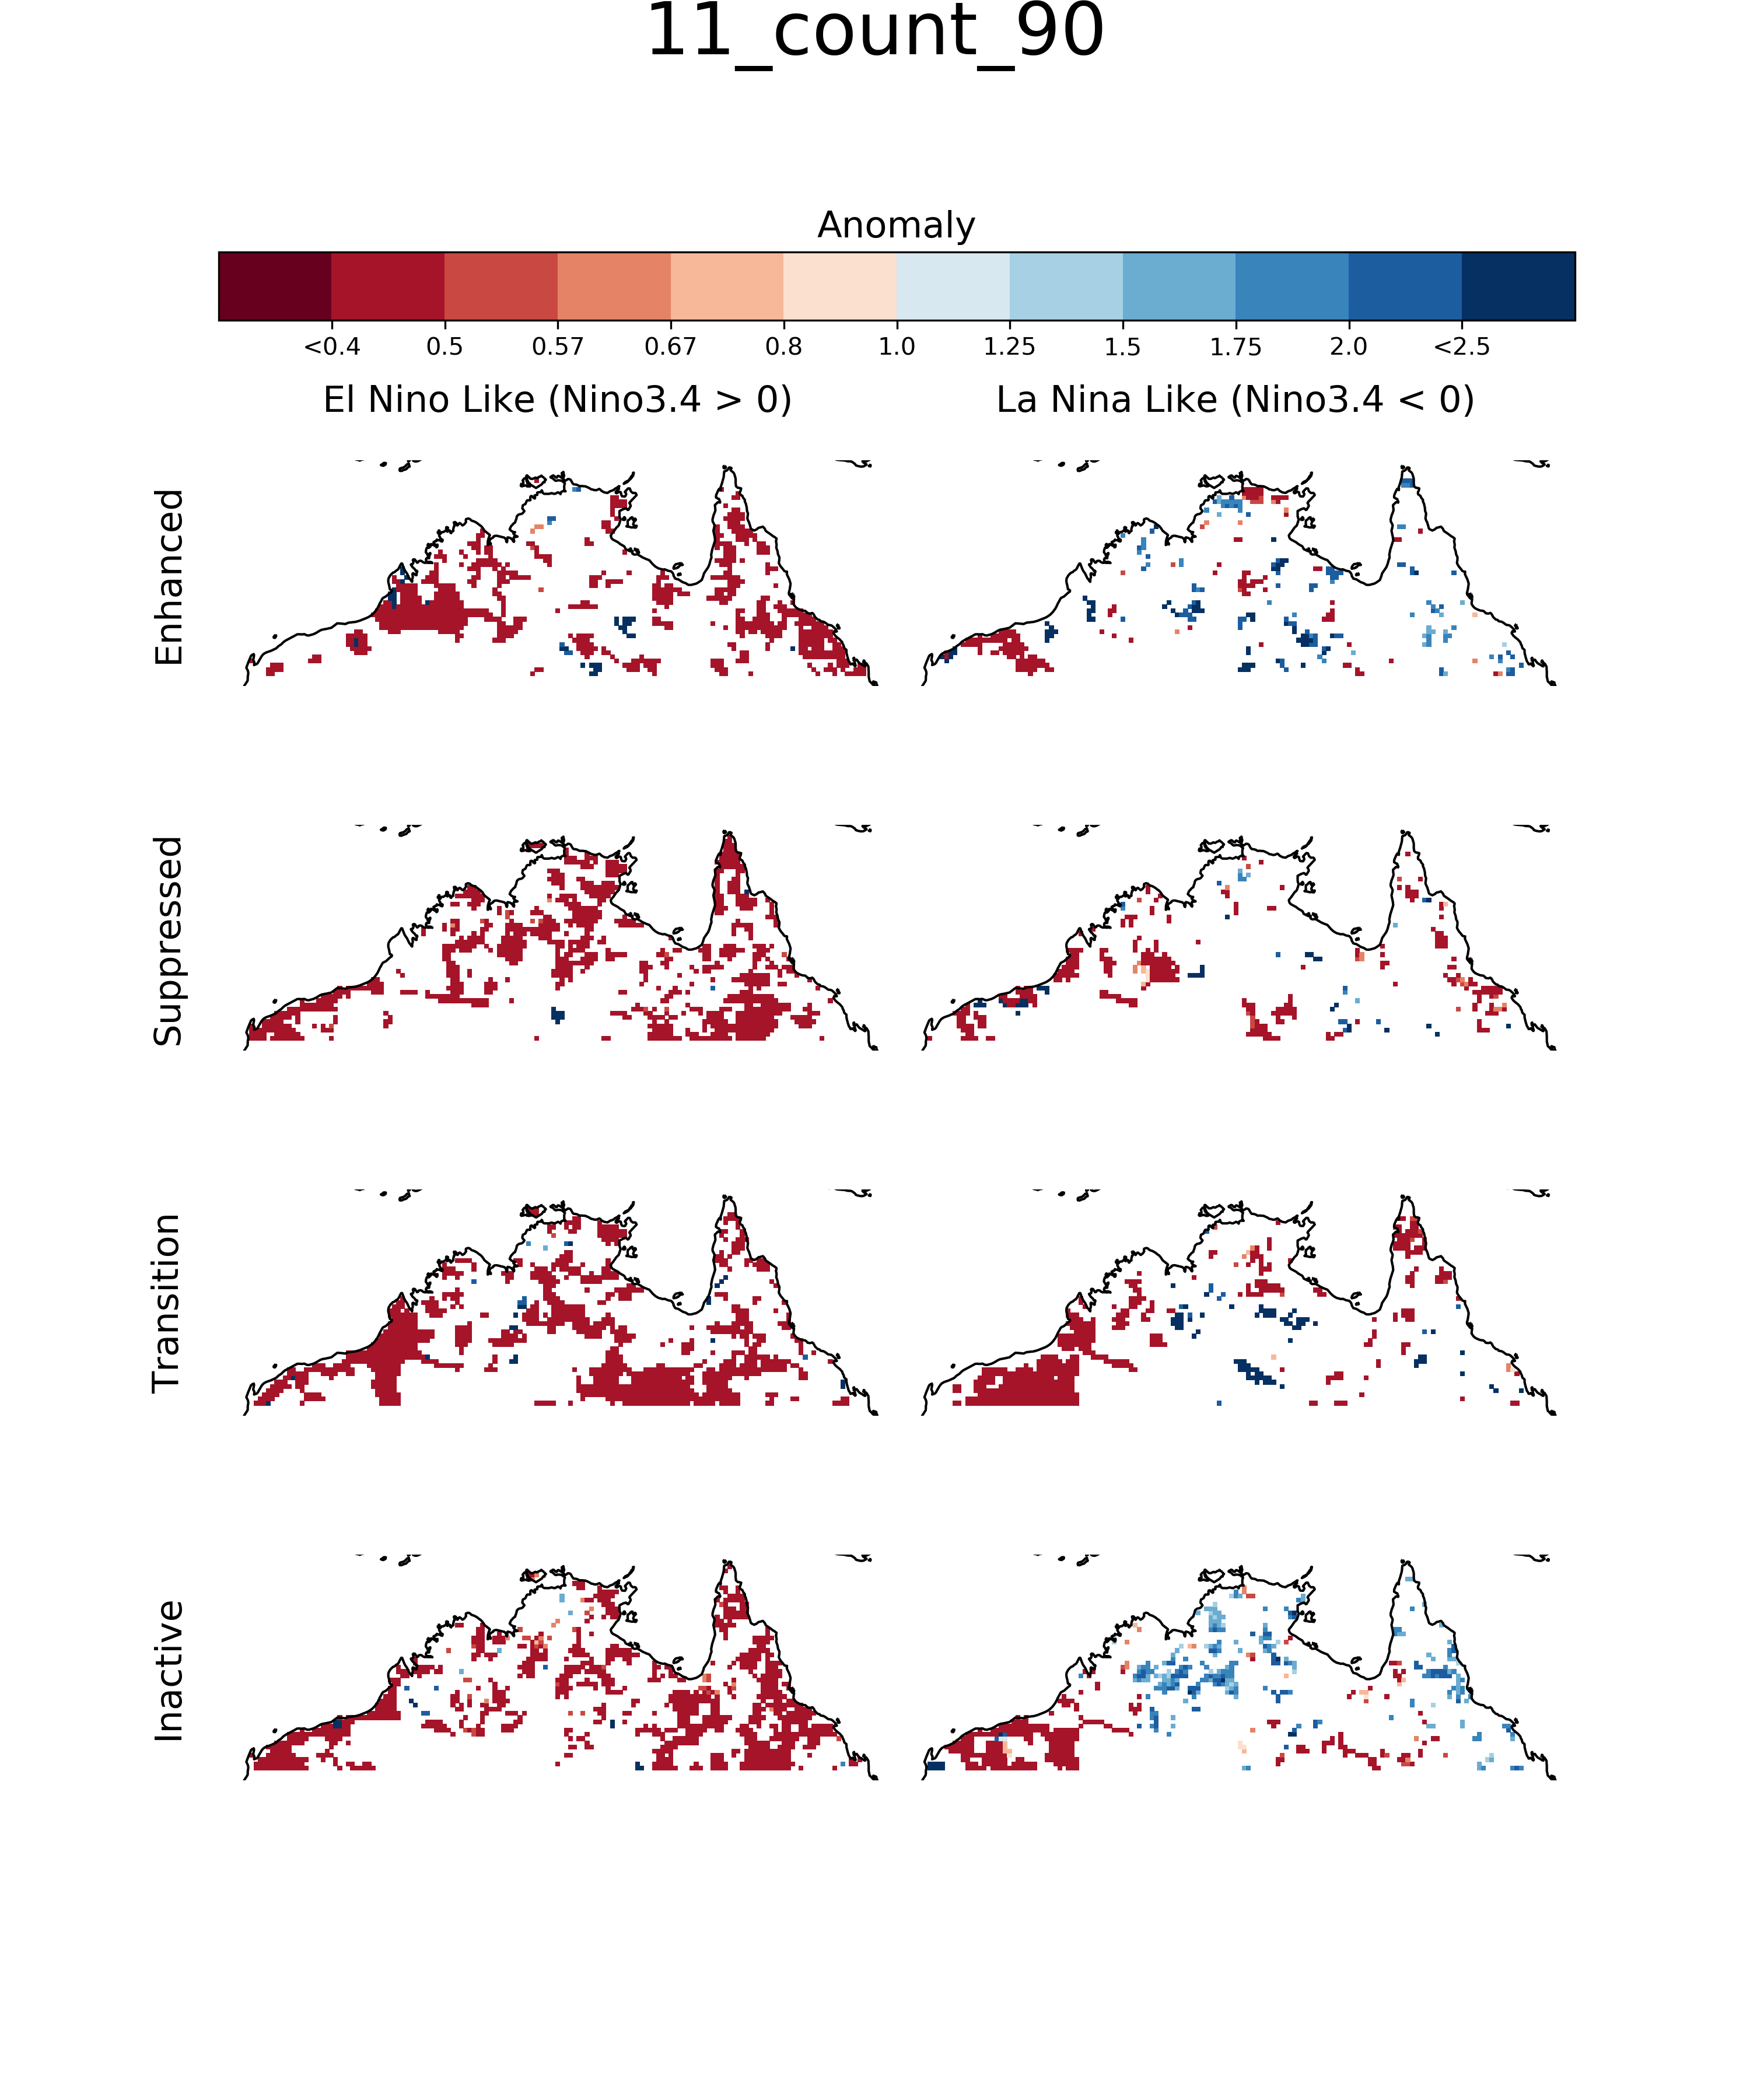 11_count_90
Anomaly
<0.4 0.5 0.57 0.67 0.8 1.0 1.25 1.5 1.75 2.0 <2.5
El Nino Like (Nino3.4 > 0) La Nina Like (Nino3.4 < 0)
Enhanced
Suppressed
Transition
Inactive